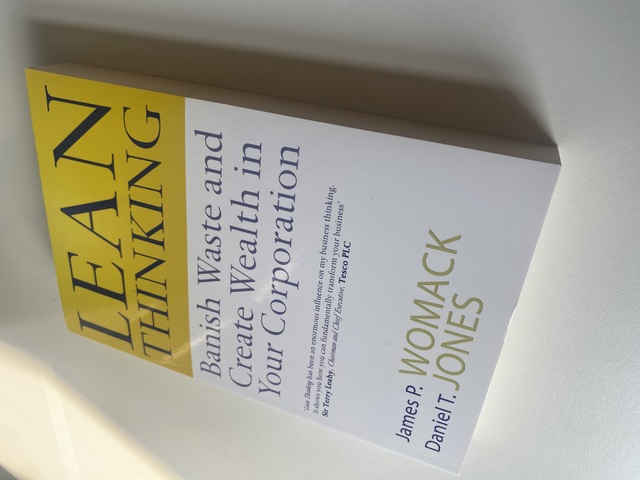 LEAN
THINKING
Banish Waste and
Create Wealth in
Your Corporation
'Lean Thinking has been an enormous influence on my business thinking.
It shows you how you can fundamentally transform your business'
Sir Terry Leahy, Chairman and Chief Executive, Tesco PLC
James P. WOMACK
Daniel T. JONES